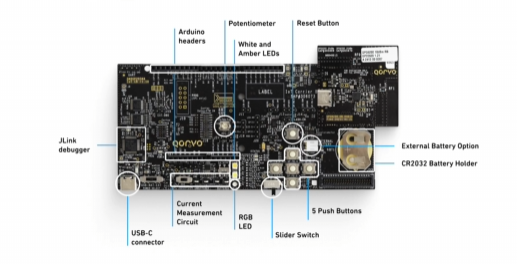 Potentiometer
Reset Button
Arduino
headers
White and
Amber LEDs
qorvo
LABEL
QORVO
JLink
debugger
External Battery Option
CR2032 Battery Holder
Current
Measurement
Circuit
RGB
LED
5 Push Buttons
Slider Switch
USB-C
connector